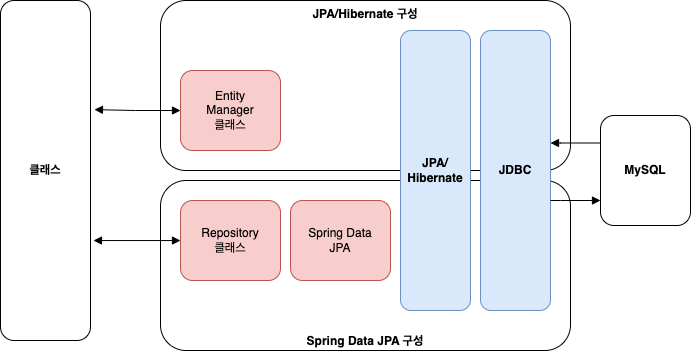 JPA/Hibernate 구성
클래스
Entity
Manager
클래스
JPA/
Hibernate
JDBC
MySQL
Repository
클래스
Spring Data
JPA
Spring Data JPA 구성